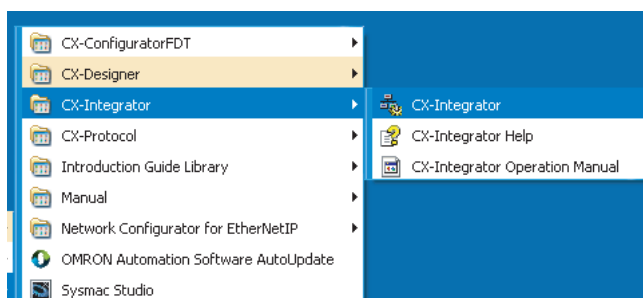 CX-ConfiguratorFDT
CX-Designer
CX-Integrator
CX-Protocol
Introduction Guide Library
Manual
Network Configurator for EtherNetIP
OMRON Automation Software AutoUpdate
Sysmac Studio
CX-Integrator
CX-Integrator Help
CX-Integrator Operation Manual